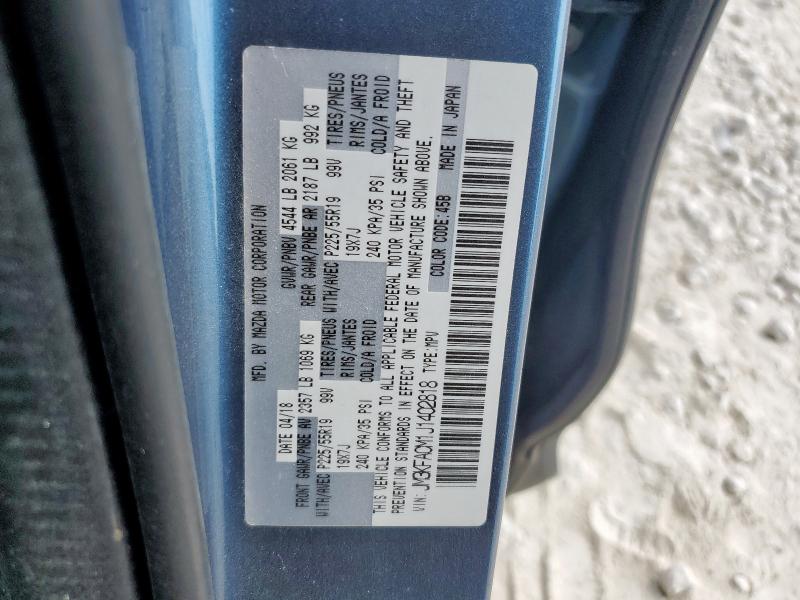 MFD. BY MAZDA MOTOR CORPORATION
DATE 04/18 GVWR/PNBV 4544 LB 2061 KG
FRONT GAWR/PNBE AV 2357 LB 1069 KG REAR GAWR/PNBE AR 2187 LB 992 KG
WITH/AVEC P225/55R19 99V TIRES/PNEUS WITH/AVEC P225/55R19 99V TIRES/PNEUS
19X7J RIMS/JANTES 19X7J RIMS/JANTES
240 KPA/35 PSI COLD/A FROID 240 KPA/35 PSI COLD/A FROID
THIS VEHICLE CONFORMS TO ALL APPLICABLE FEDERAL MOTOR VEHICLE SAFETY AND THEFT
PREVENTION STANDARDS IN EFFECT ON THE DATE OF MANUFACTURE SHOWN ABOVE.
VIN: JM3KFACM1J1402818 TYPE:MPV COLOR CODE:45B MADE IN JAPAN